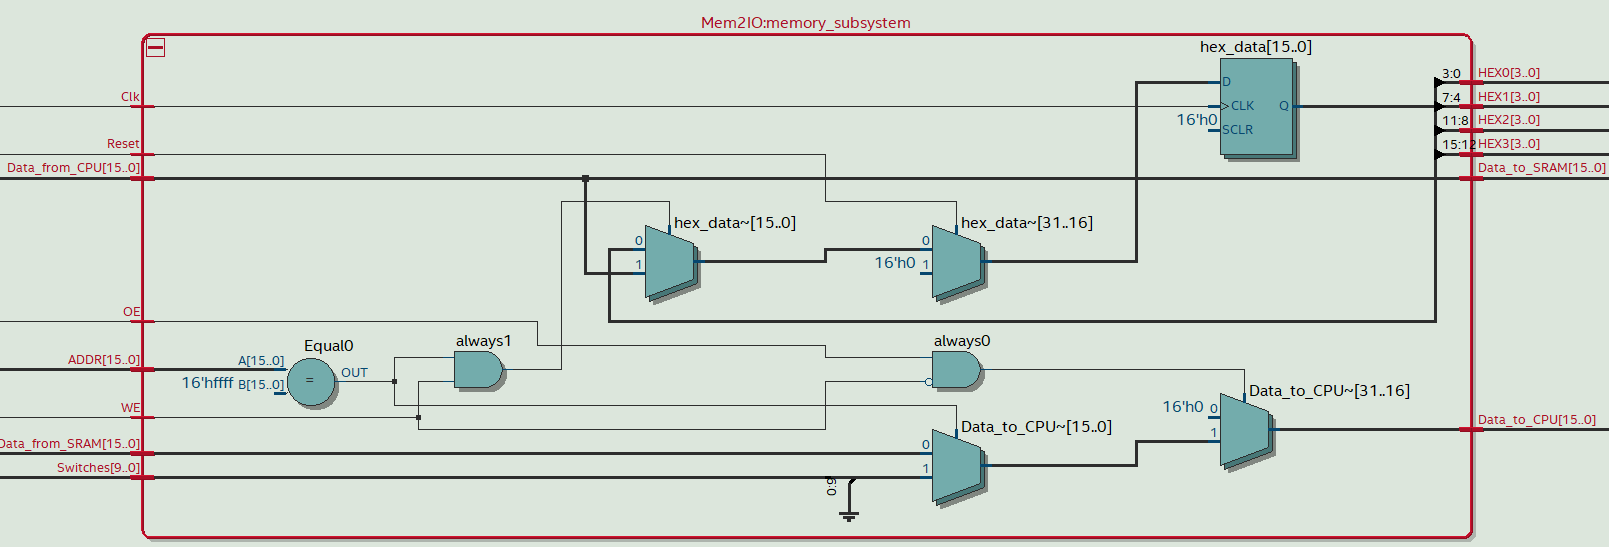 Mem2IO:memory_subsystem
hex_data[15..0]
Clk
Reset
Data_from_CPU[15..0]
D
CLK
Q
16'h0
SCLR
3:0
HEX0[3..0]
7:4
HEX1[3..0]
11:8
HEX2[3..0]
15:12
HEX3[3..0]
Data_to_SRAM[15..0]
hex_data~[15..0]
0
1
hex_data~[31..16]
0
16'h0
1
OE
ADDR[15..0]
Equal0
A[15..0]
16'hffff
B[15..0]
=
OUT
always1
always0
WE
Data_from_SRAM[15..0]
Switches[9..0]
Data_to_CPU~[15..0]
0
1
Data_to_CPU~[31..16]
16'h0
0
1
Data_to_CPU[15..0]